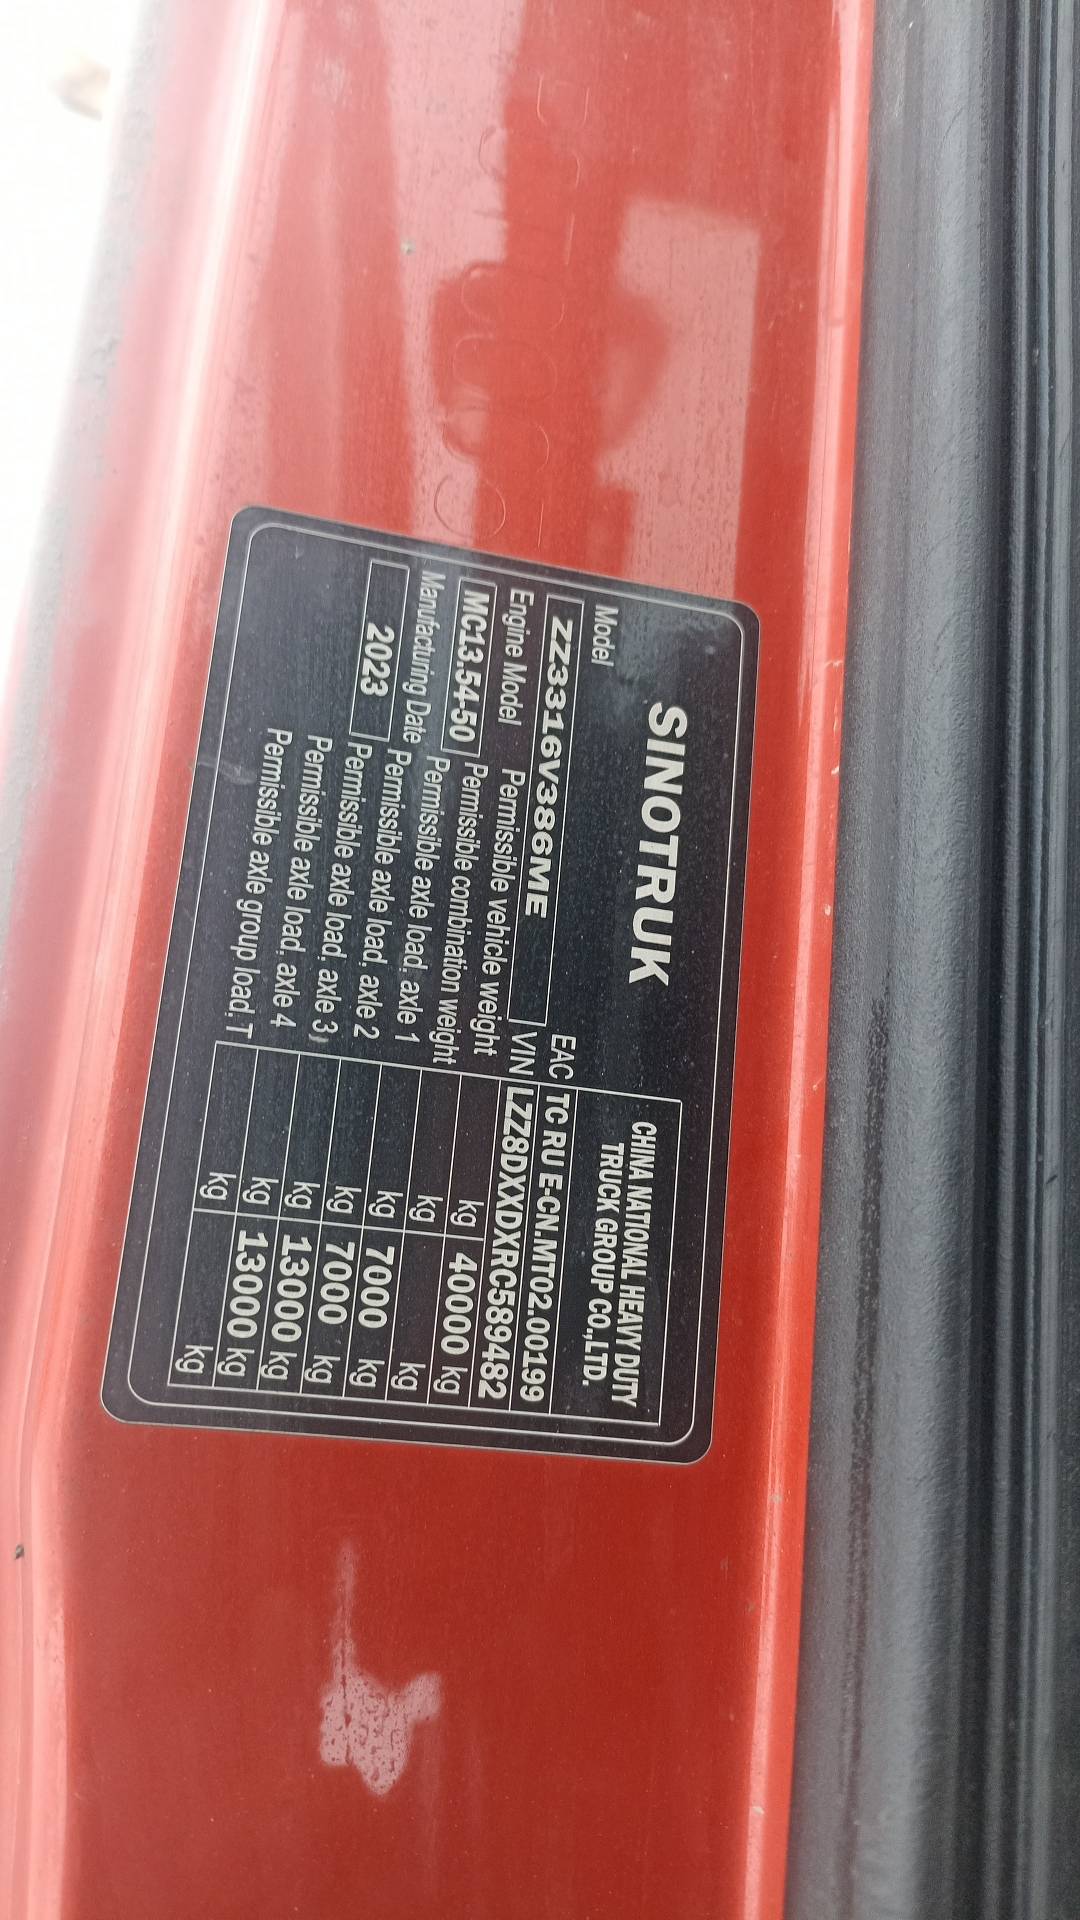 SINOTRUK
CHINA NATIONAL HEAVY DUTY
TRUCK GROUP CO.,LTD.
Model
EAC TC RU E-CN.MT02.00199
ZZ3316V386ME VIN LZZ8DXXDXRC589482
Engine Model Permissible vehicle weight kg 40000 kg
MC13.54-50 Permissible combination weight kg kg
Manufacturing Date Permissible axle load. axle 1 kg 7000 kg
2023 Permissible axle load. axle 2 kg 7000 kg
Permissible axle load. axle 3 kg 13000 kg
Permissible axle load. axle 4 kg 13000 kg
Permissible axle group load.T kg kg